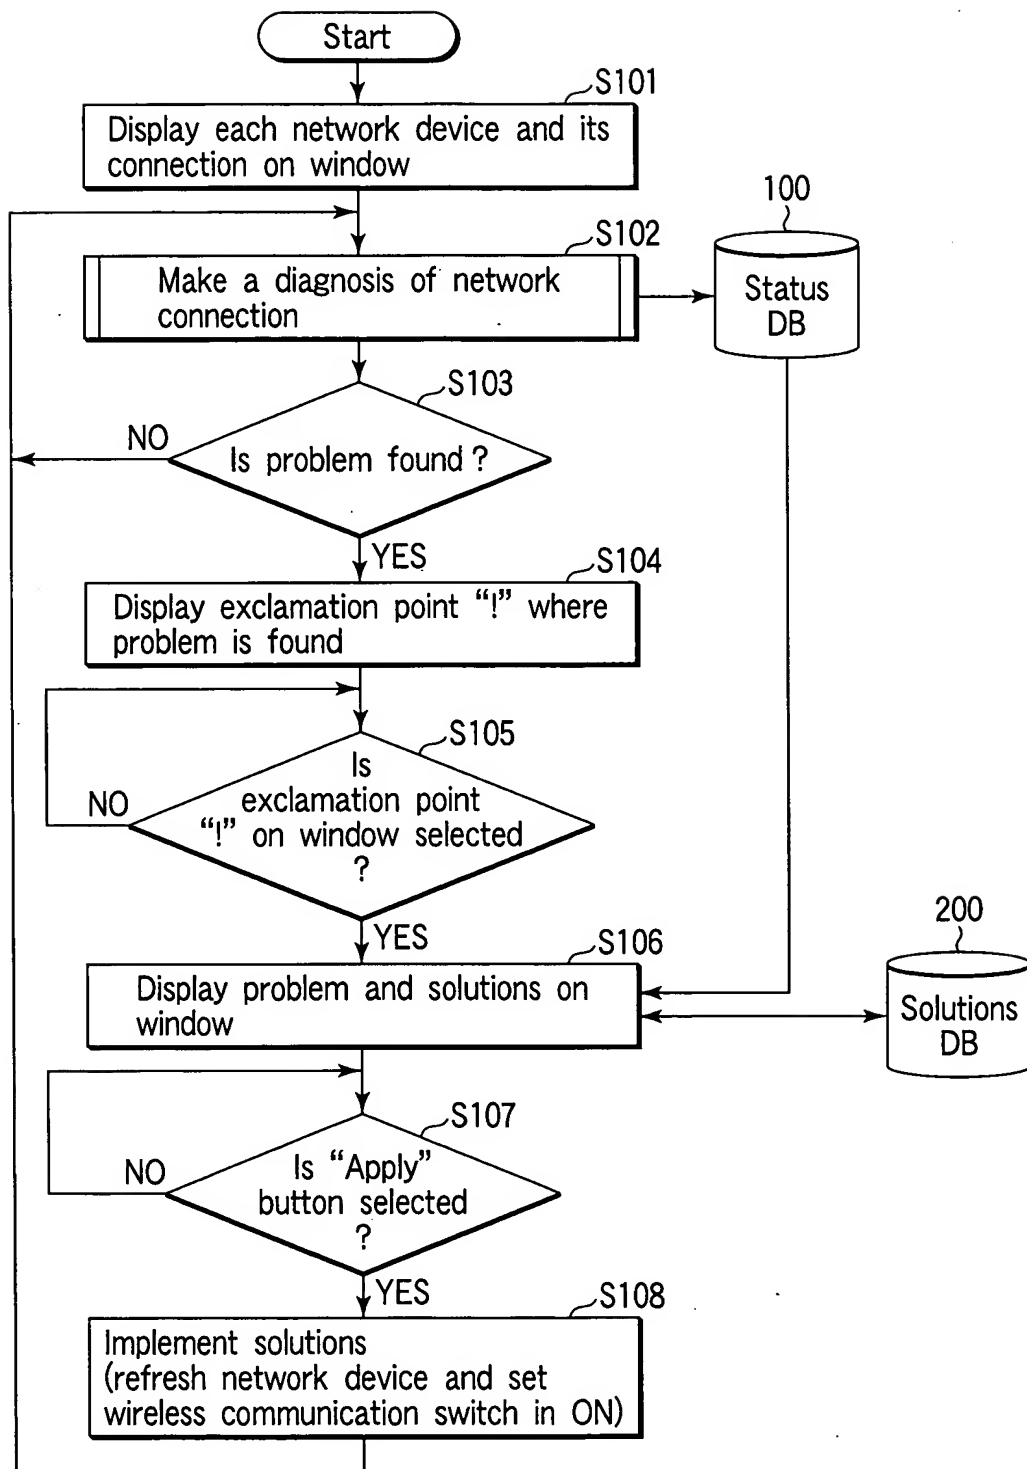 Start
S101
Display each network device and its
connection on window
100
S102
Make a diagnosis of network
connection
Status
DB
S103
NO
Is problem found ?
YES
S104
Display exclamation point “!” where
problem is found
S105
Is
NO
exclamation point
“!” on window selected
?
YES
200
S106
Display problem and solutions on
window
Solutions
DB
S107
NO
Is “Apply”
button selected
?
YES
S108
Implement solutions
(refresh network device and set
wireless communication switch in ON)